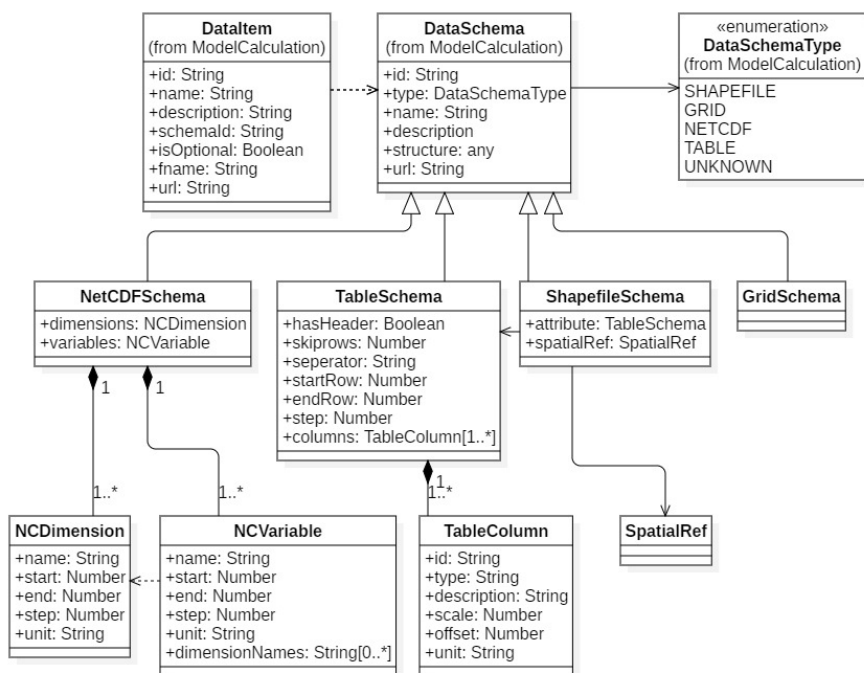 DataItem
(from ModelCalculation)
+id: String
+name: String
+description: String
+schemaId: String
+isOptional: Boolean
+fname: String
+url: String
DataSchema
(from ModelCalculation)
+id: String
+type: DataSchemaType
+name: String
+description
+structure: any
+url: String
«enumeration»
DataSchemaType
(from ModelCalculation)
SHAPEFILE
GRID
NETCDF
TABLE
UNKNOWN
NetCDFSchema
+dimensions: NCDimension
+variables: NCVariable
TableSchema
+hasHeader: Boolean
+skiprows: Number
+seperator: String
+startRow: Number
+endRow: Number
+step: Number
+columns: TableColumn[1..*]
ShapefileSchema
+attribute: TableSchema
+spatialRef: SpatialRef
GridSchema
1
1
1
1..*
1..*
1..*
NCDimension
+name: String
+start: Number
+end: Number
+step: Number
+unit: String
NCVariable
+name: String
+start: Number
+end: Number
+step: Number
+unit: String
+dimensionNames: String[0..*]
TableColumn
+id: String
+type: String
+description: String
+scale: Number
+offset: Number
+unit: String
SpatialRef